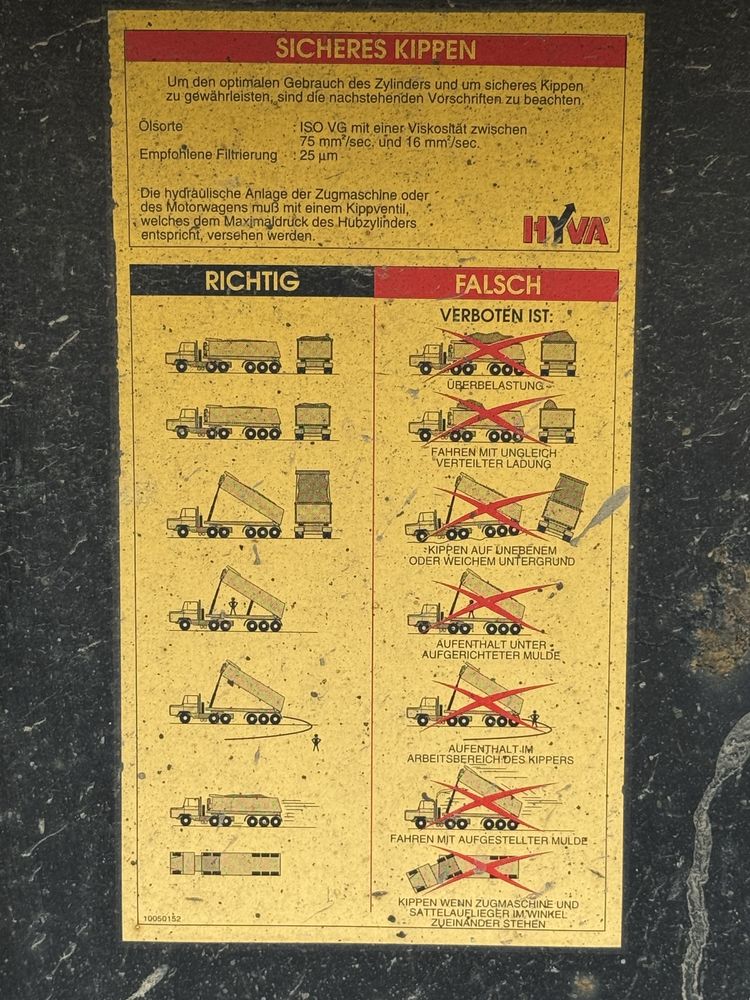 SICHERES KIPPEN
Um den optimalen Gebrauch des Zylinders und um sicheres Kippen
zu gewährleisten, sind die nachstehenden Vorschriften zu beachten.
Ölsorte : ISO VG mit einer Viskosität zwischen
75 mm²/sec. und 16 mm²/sec.
Empfohlene Filtrierung : 25 µm
Die hydraulische Anlage der Zugmaschine oder
des Motorwagens muß mit einem Kippventil,
welches dem Maximaldruck des Hubzylinders
entspricht, versehen werden.
HYVA®
RICHTIG
FALSCH
VERBOTEN IST:
ÜBERBELASTUNG
FAHREN MIT UNGLEICH
VERTEILTER LADUNG
KIPPEN AUF UNEBENEM
ODER WEICHEM UNTERGRUND
AUFENTHALT UNTER
AUFGERICHTETER MULDE
AUFENTHALT IM
ARBEITSBEREICH DES KIPPERS
FAHREN MIT AUFGESTELLTER MULDE
KIPPEN WENN ZUGMASCHINE UND
SATTELAUFLIEGER IM WINKEL
ZUEINANDER STEHEN
10050152